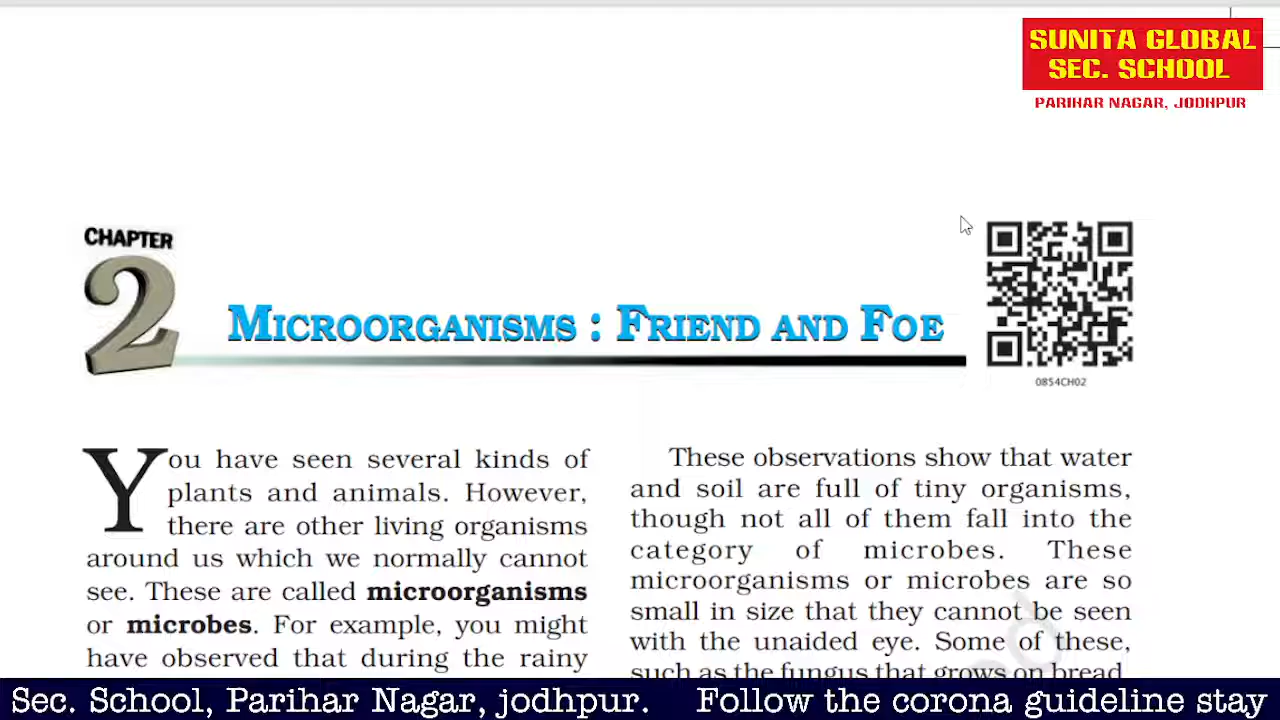 SUNITA GLOBAL
SEC. SCHOOL
PARIHAR NAGAR, JODHPUR
CHAPTER
2
MICROORGANISMS : FRIEND AND FOE
0854CH02
You have seen several kinds of
plants and animals. However,
there are other living organisms
around us which we normally cannot
see. These are called microorganisms
or microbes. For example, you might
have observed that during the rainy
These observations show that water
and soil are full of tiny organisms,
though not all of them fall into the
category of microbes. These
microorganisms or microbes are so
small in size that they cannot be seen
with the unaided eye. Some of these,
such as the fungus that grows on bread,
Sec. School, Parihar Nagar, jodhpur. Follow the corona guideline stay